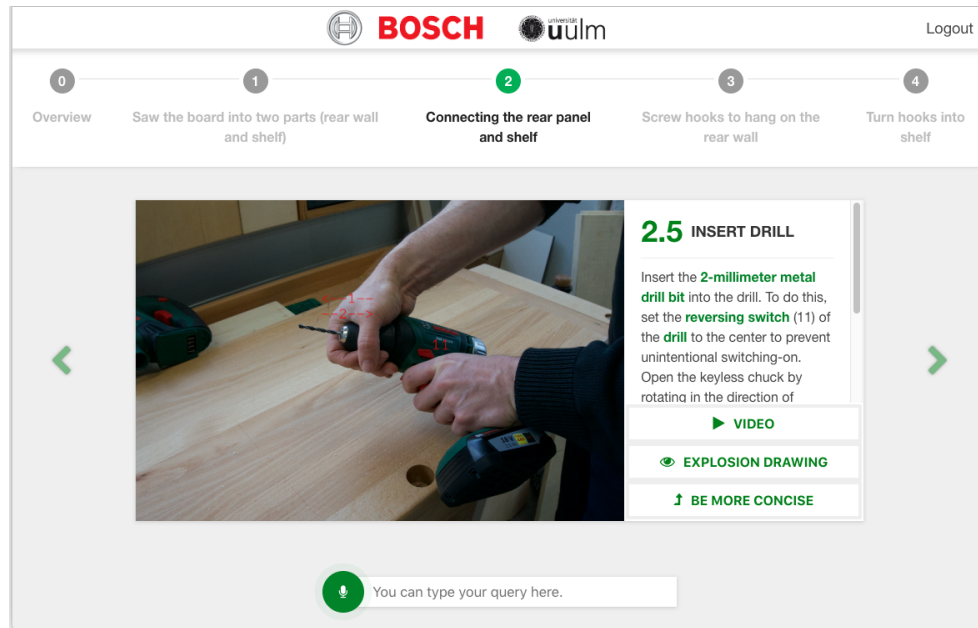 BOSCH
universität
uulm
Logout
0
1
2
3
4
Overview
Saw the board into two parts (rear wall
and shelf)
Connecting the rear panel
and shelf
Screw hooks to hang on the
rear wall
Turn hooks into
shelf
2.5 INSERT DRILL
Insert the 2-millimeter metal
drill bit into the drill. To do this,
set the reversing switch (11) of
the drill to the center to prevent
unintentional switching-on.
Open the keyless chuck by
rotating in the direction of
VIDEO
EXPLOSION DRAWING
BE MORE CONCISE
<--1--
--2-->
11
You can type your query here.